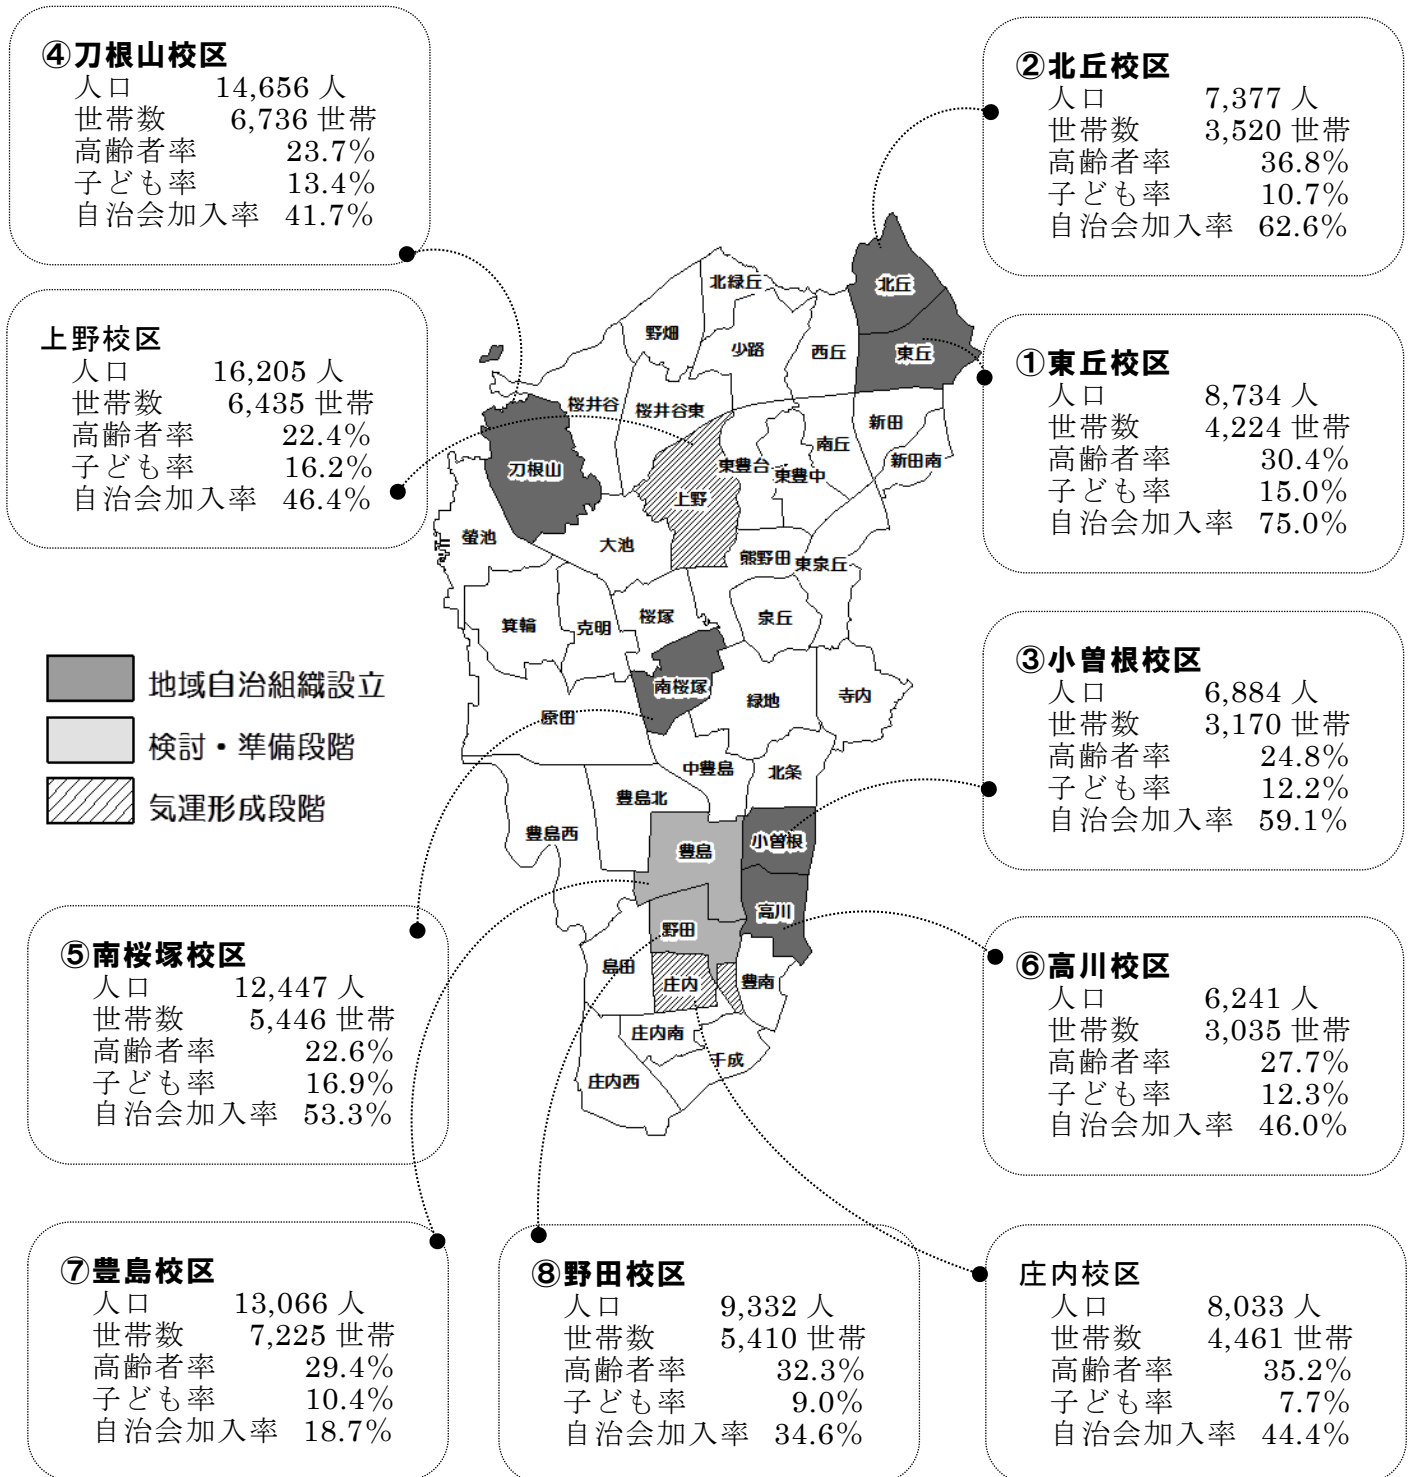 ④刀根山校区
人口 14,656 人
世帯数 6,736 世帯
高齢者率 23.7%
子ども率 13.4%
自治会加入率 41.7%
②北丘校区
人口 7,377 人
世帯数 3,520 世帯
高齢者率 36.8%
子ども率 10.7%
自治会加入率 62.6%
上野校区
人口 16,205 人
世帯数 6,435 世帯
高齢者率 22.4%
子ども率 16.2%
自治会加入率 46.4%
①東丘校区
人口 8,734 人
世帯数 4,224 世帯
高齢者率 30.4%
子ども率 15.0%
自治会加入率 75.0%
北丘
北緑丘
野畑
少路
西丘
東丘
桜井谷
桜井谷東
新田
南丘
新田南
刀根山
東豊台
東豊中
上野
螢池
大池
熊野田
東泉丘
箕輪
克明
桜塚
泉丘
南桜塚
緑地
寺内
原田
中豊島
北条
豊島北
豊島西
豊島
小曽根
高川
野田
島田
庄内
豊南
庄内南
千成
庄内西
地域自治組織設立
検討・準備段階
気運形成段階
③小曽根校区
人口 6,884 人
世帯数 3,170 世帯
高齢者率 24.8%
子ども率 12.2%
自治会加入率 59.1%
⑤南桜塚校区
人口 12,447 人
世帯数 5,446 世帯
高齢者率 22.6%
子ども率 16.9%
自治会加入率 53.3%
⑥高川校区
人口 6,241 人
世帯数 3,035 世帯
高齢者率 27.7%
子ども率 12.3%
自治会加入率 46.0%
⑦豊島校区
人口 13,066 人
世帯数 7,225 世帯
高齢者率 29.4%
子ども率 10.4%
自治会加入率 18.7%
⑧野田校区
人口 9,332 人
世帯数 5,410 世帯
高齢者率 32.3%
子ども率 9.0%
自治会加入率 34.6%
庄内校区
人口 8,033 人
世帯数 4,461 世帯
高齢者率 35.2%
子ども率 7.7%
自治会加入率 44.4%